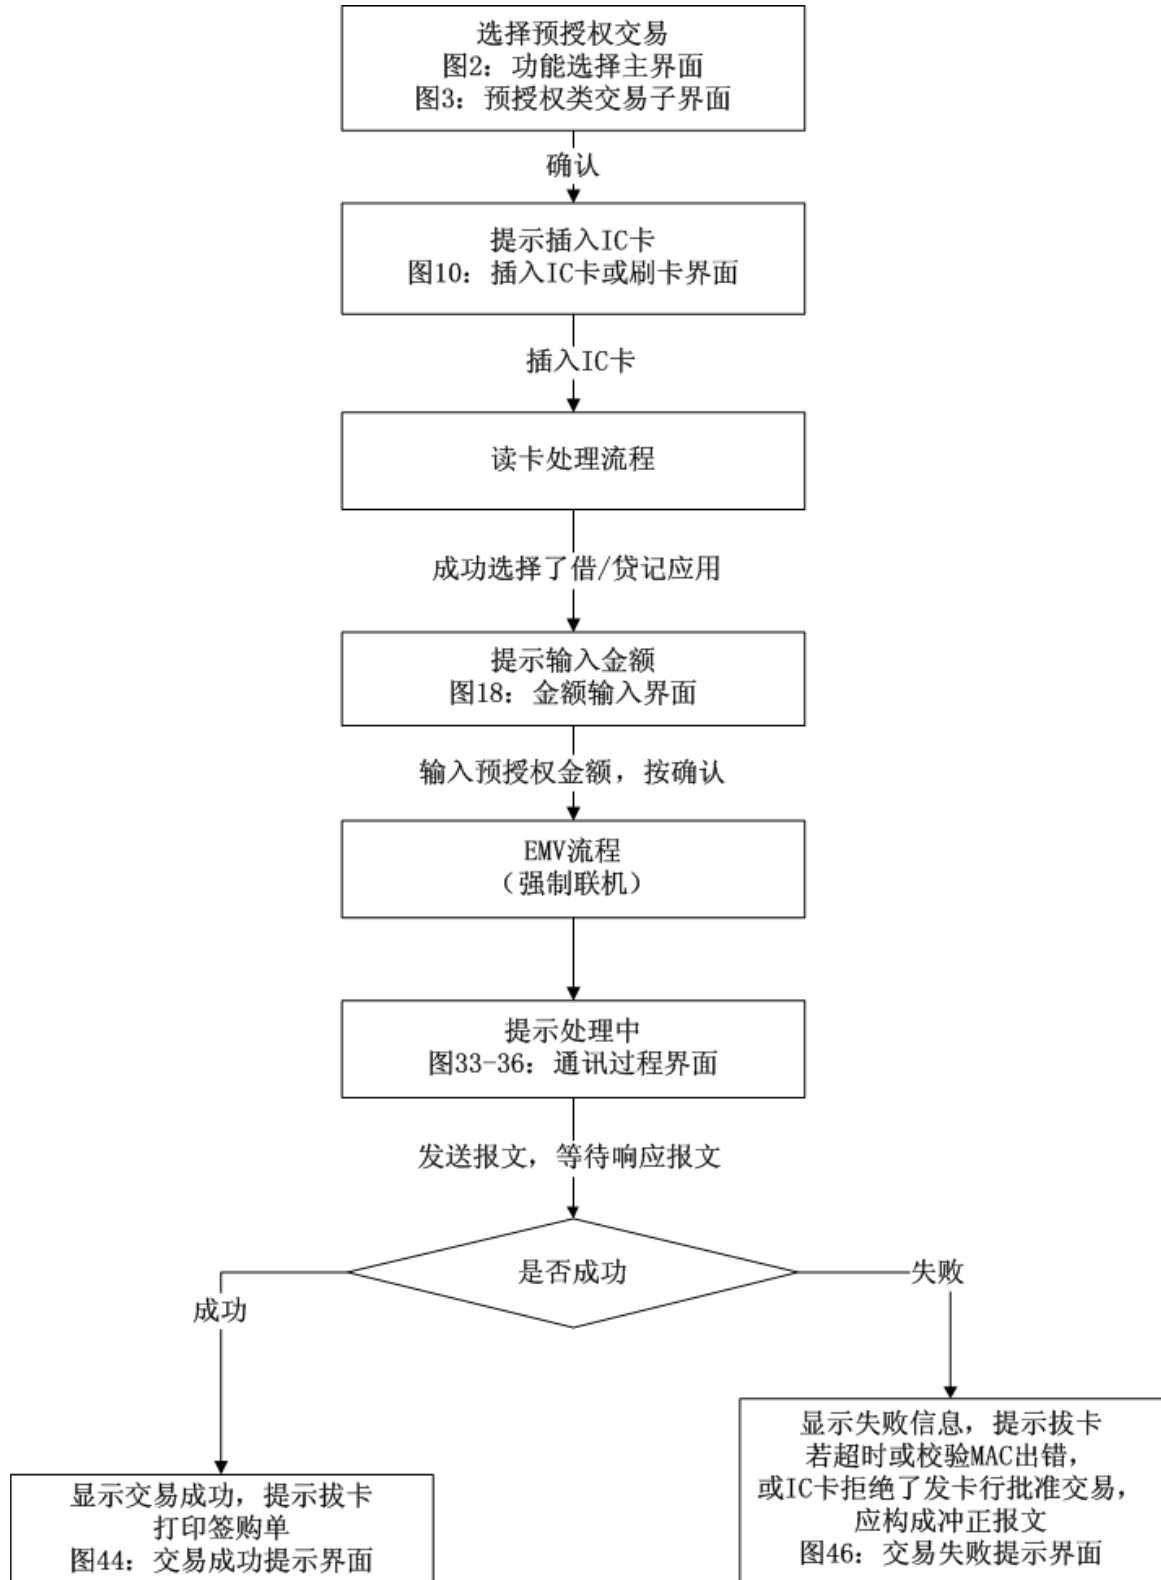 选择预授权交易
图2：功能选择主界面
图3：预授权类交易子界面
确认
提示插入IC卡
图10：插入IC卡或刷卡界面
插入IC卡
读卡处理流程
成功选择了借/贷记应用
提示输入金额
图18：金额输入界面
输入预授权金额，按确认
EMV流程
（强制联机）
提示处理中
图33-36：通讯过程界面
发送报文，等待响应报文
是否成功
失败
成功
显示失败信息，提示拔卡
若超时或校验MAC出错，
或IC卡拒绝了发卡行批准交易，
应构成冲正报文
图46：交易失败提示界面
显示交易成功，提示拔卡
打印签购单
图44：交易成功提示界面